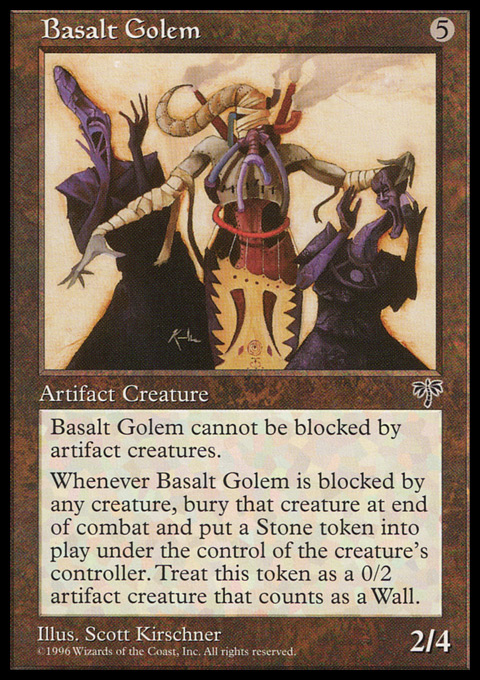 Basalt Golem 5
Artifact Creature
Basalt Golem cannot be blocked by
artifact creatures.
Whenever Basalt Golem is blocked by
any creature, bury that creature at end
of combat and put a Stone token into
play under the control of the creature's
controller. Treat this token as a 0/2
artifact creature that counts as a Wall.
Illus. Scott Kirschner
2/4
©1996 Wizards of the Coast, Inc. All rights reserved.